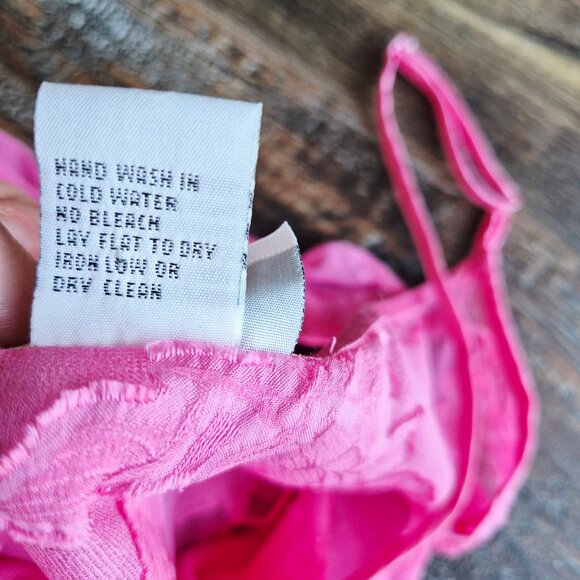 HAND WASH IN
COLD WATER
NO BLEACH
LAY FLAT TO DRY
IRON LOW OR
DRY CLEAN